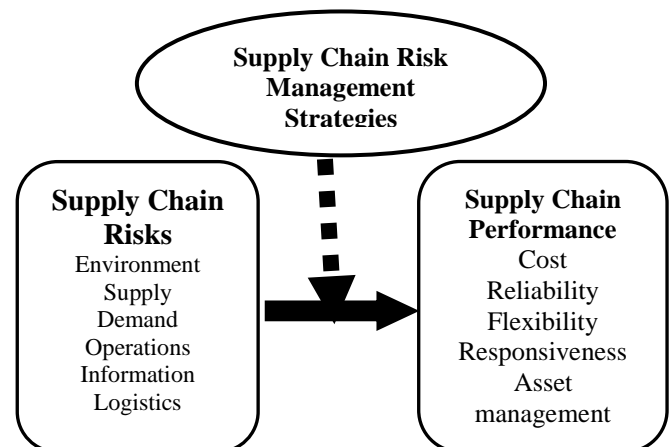 Supply Chain Risk
Management
Strategies
Supply Chain
Risks
Environment
Supply
Demand
Operations
Information
Logistics
Supply Chain
Performance
Cost
Reliability
Flexibility
Responsiveness
Asset
management